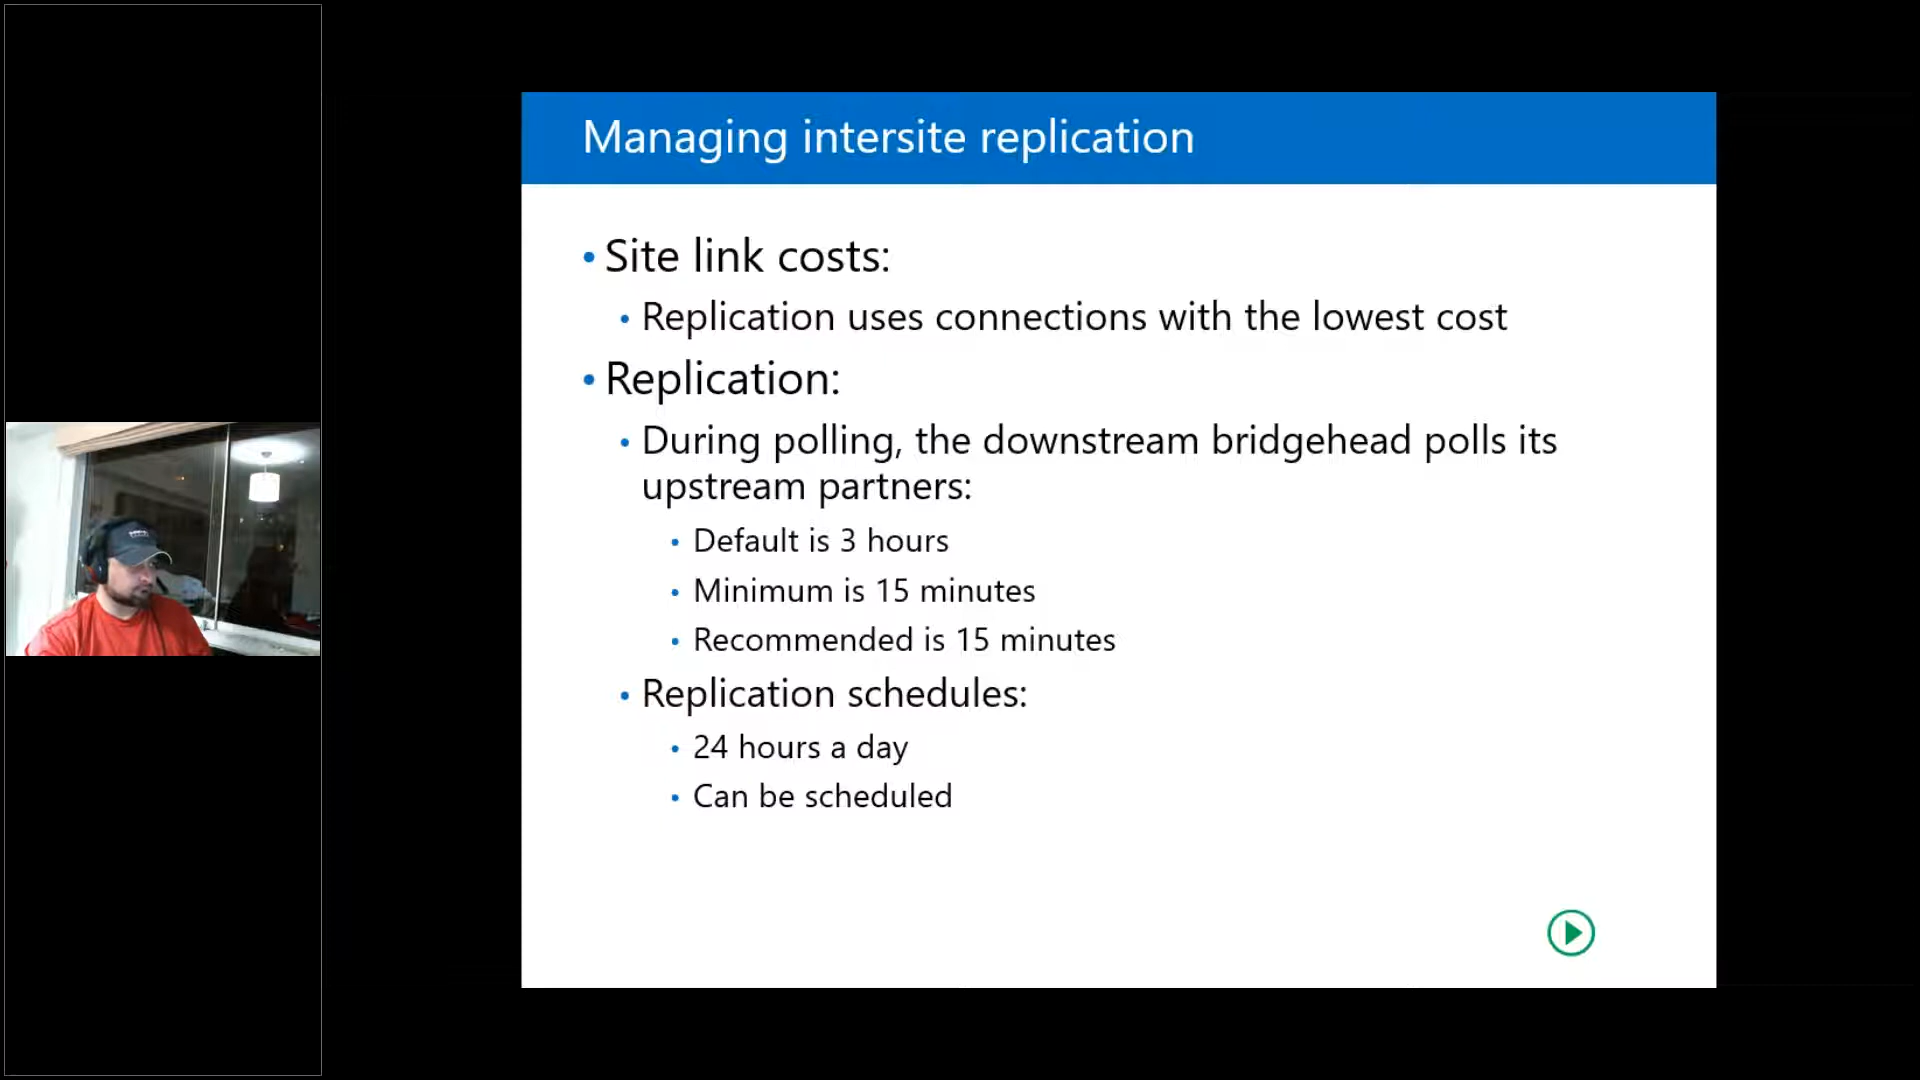 Managing intersite replication
• Site link costs:
• Replication uses connections with the lowest cost
• Replication:
• During polling, the downstream bridgehead polls its
upstream partners:
• Default is 3 hours
• Minimum is 15 minutes
• Recommended is 15 minutes
• Replication schedules:
• 24 hours a day
• Can be scheduled